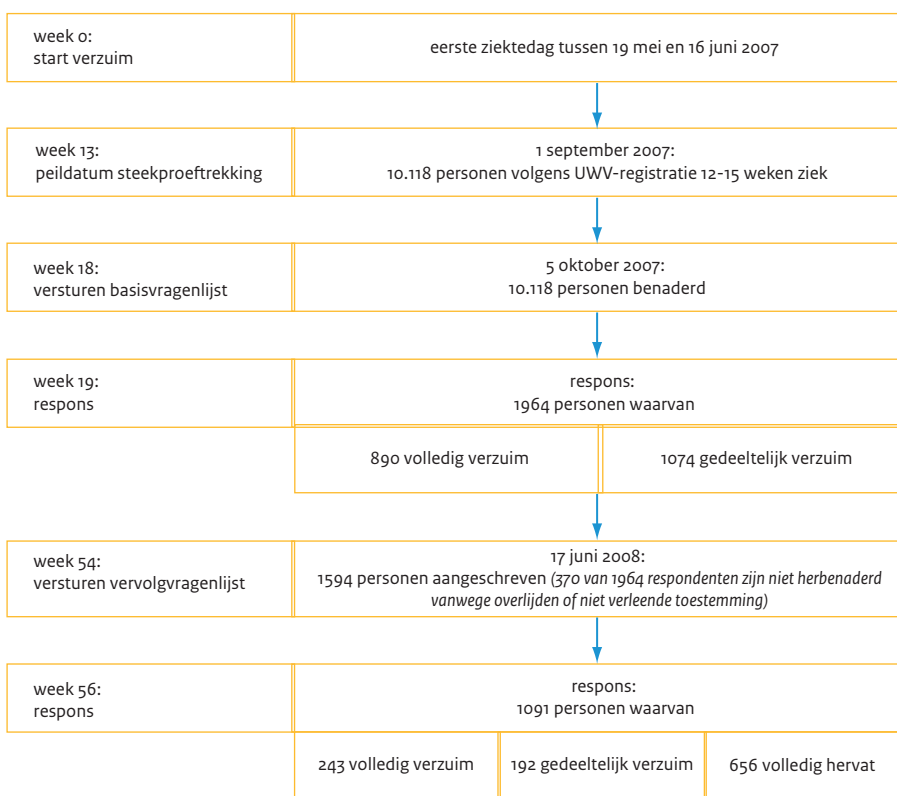 week 0:
start verzuim
eerste ziektedag tussen 19 mei en 16 juni 2007
week 13:
peildatum steekproeftrekking
1 september 2007:
10.118 personen volgens UWV-registratie 12-15 weken ziek
week 18:
versturen basisvragenlijst
5 oktober 2007:
10.118 personen benaderd
week 19:
respons
respons:
1964 personen waarvan
890 volledig verzuim
1074 gedeeltelijk verzuim
week 54:
versturen vervolgvragenlijst
17 juni 2008:
1594 personen aangeschreven (370 van 1964 respondenten zijn niet herbenaderd
vanwege overlijden of niet verleende toestemming)
week 56:
respons
respons:
1091 personen waarvan
243 volledig verzuim
192 gedeeltelijk verzuim
656 volledig hervat